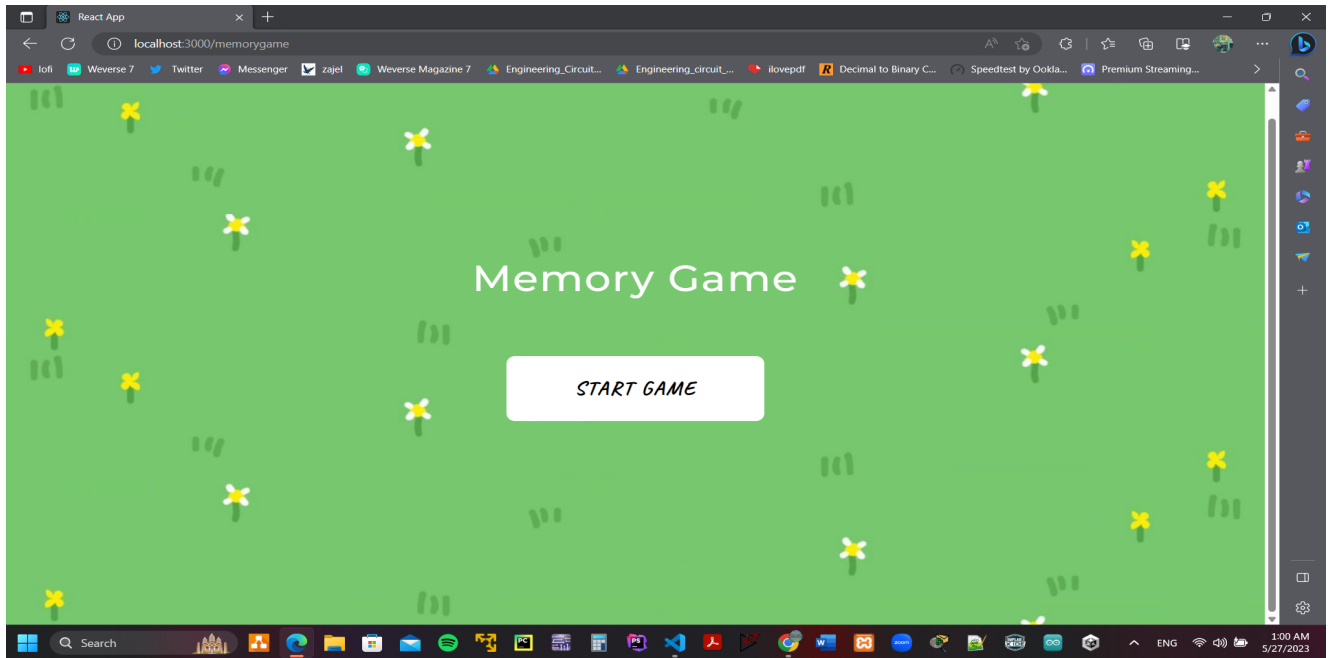 React App
localhost:3000/memorygame
lofi Weverse 7 Twitter Messenger zajel Weverse Magazine 7 Engineering_Circuit... Engineering_circuit_... ilovepdf Decimal to Binary C... Speedtest by Ookla... Premium Streaming...
Memory Game
START GAME
Search
ENG
1:00 AM
5/27/2023